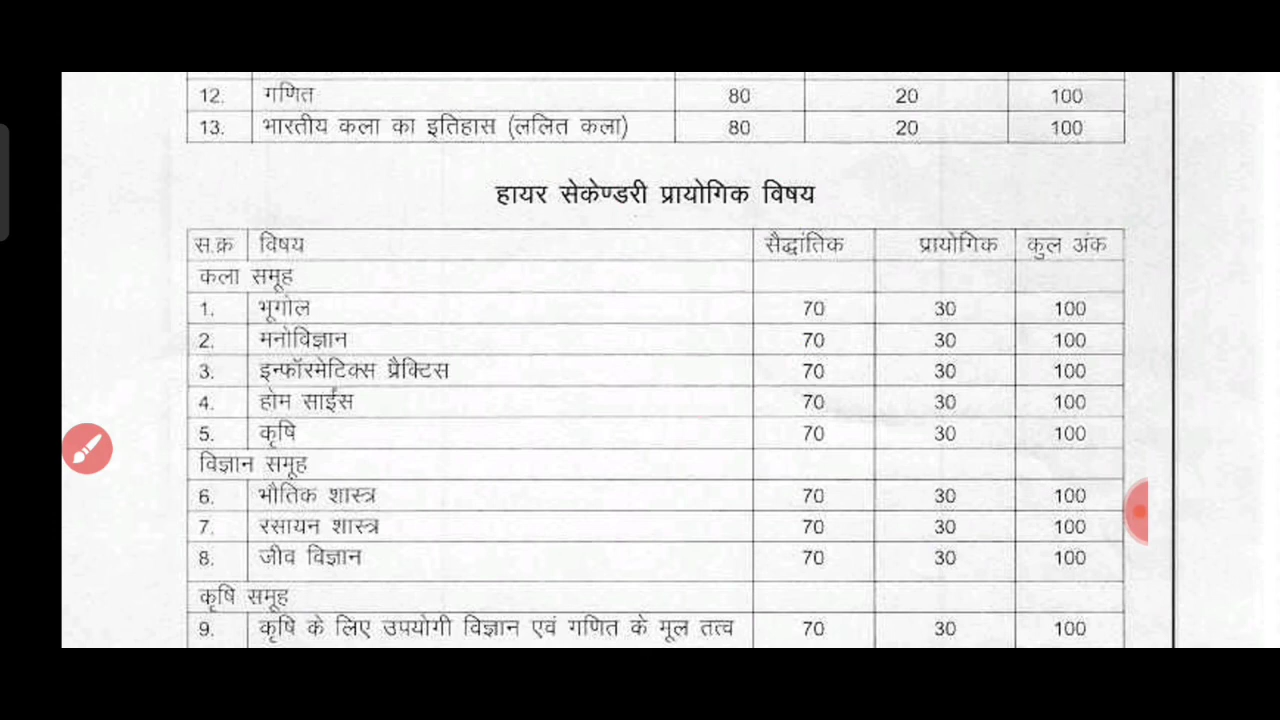 12. गणित 80 20 100
13. भारतीय कला का इतिहास (ललित कला) 80 20 100
हायर सेकेण्डरी प्रायोगिक विषय
स.क्र विषय सैद्धांतिक प्रायोगिक कुल अंक
कला समूह
1. भूगोल 70 30 100
2. मनोविज्ञान 70 30 100
3. इन्फॉरमेटिक्स प्रैक्टिस 70 30 100
4. होम साईंस 70 30 100
5. कृषि 70 30 100
विज्ञान समूह
6. भौतिक शास्त्र 70 30 100
7. रसायन शास्त्र 70 30 100
8. जीव विज्ञान 70 30 100
कृषि समूह
9. कृषि के लिए उपयोगी विज्ञान एवं गणित के मूल तत्व 70 30 100